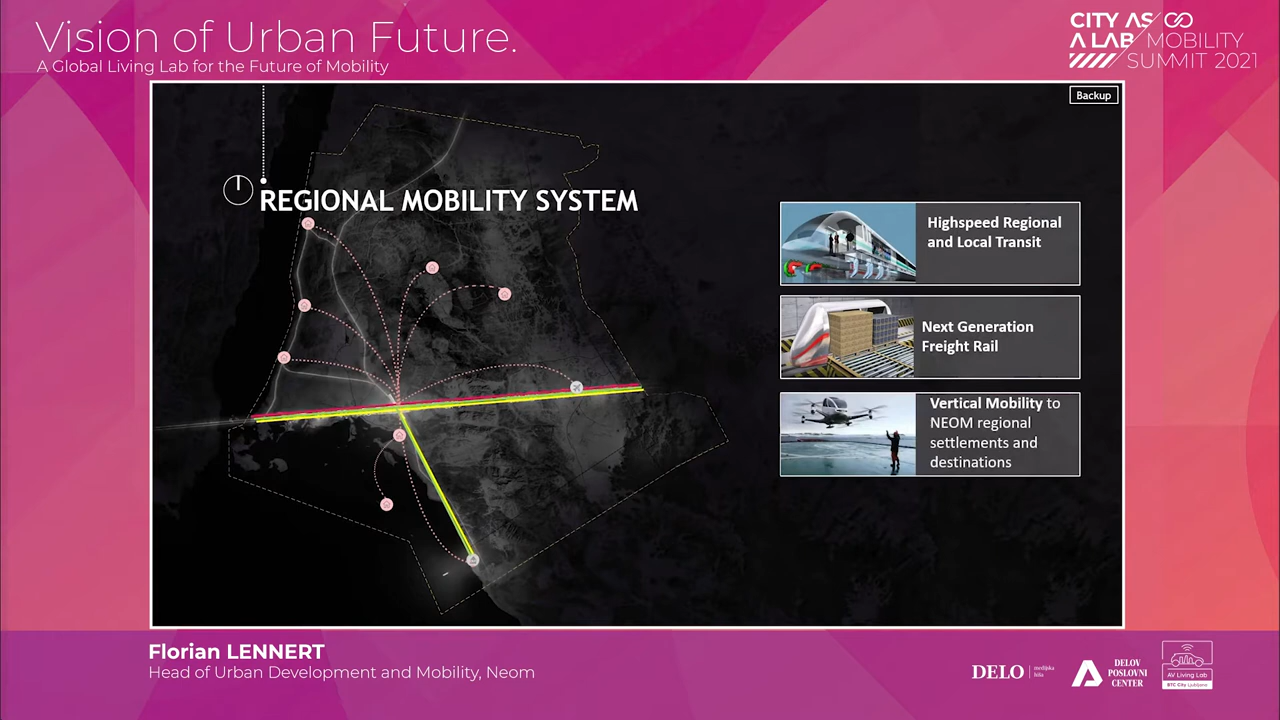 Vision of Urban Future.
A Global Living Lab for the Future of Mobility
CITY AS
A LAB MOBILITY
SUMMIT 2021
Backup
REGIONAL MOBILITY SYSTEM
Highspeed Regional
and Local Transit
Next Generation
Freight Rail
Vertical Mobility to
NEOM regional
settlements and
destinations
Florian LENNERT
Head of Urban Development and Mobility, Neom
DELO
medijska
hiša
DELOV
POSLOVNI
CENTER
AV Living Lab
BTC City Ljubljana